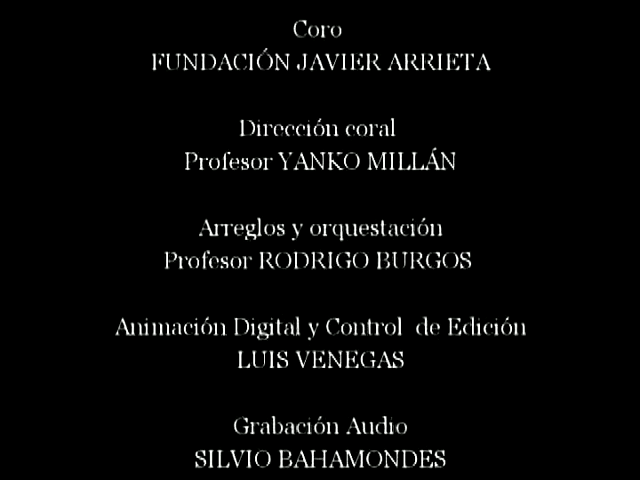 Coro
FUNDACIÓN JAVIER ARRIETA
Dirección coral
Profesor YANKO MILLÁN
Arreglos y orquestación
Profesor RODRIGO BURGOS
Animación Digital y Control de Edición
LUIS VENEGAS
Grabación Audio
SILVIO BAHAMONDES